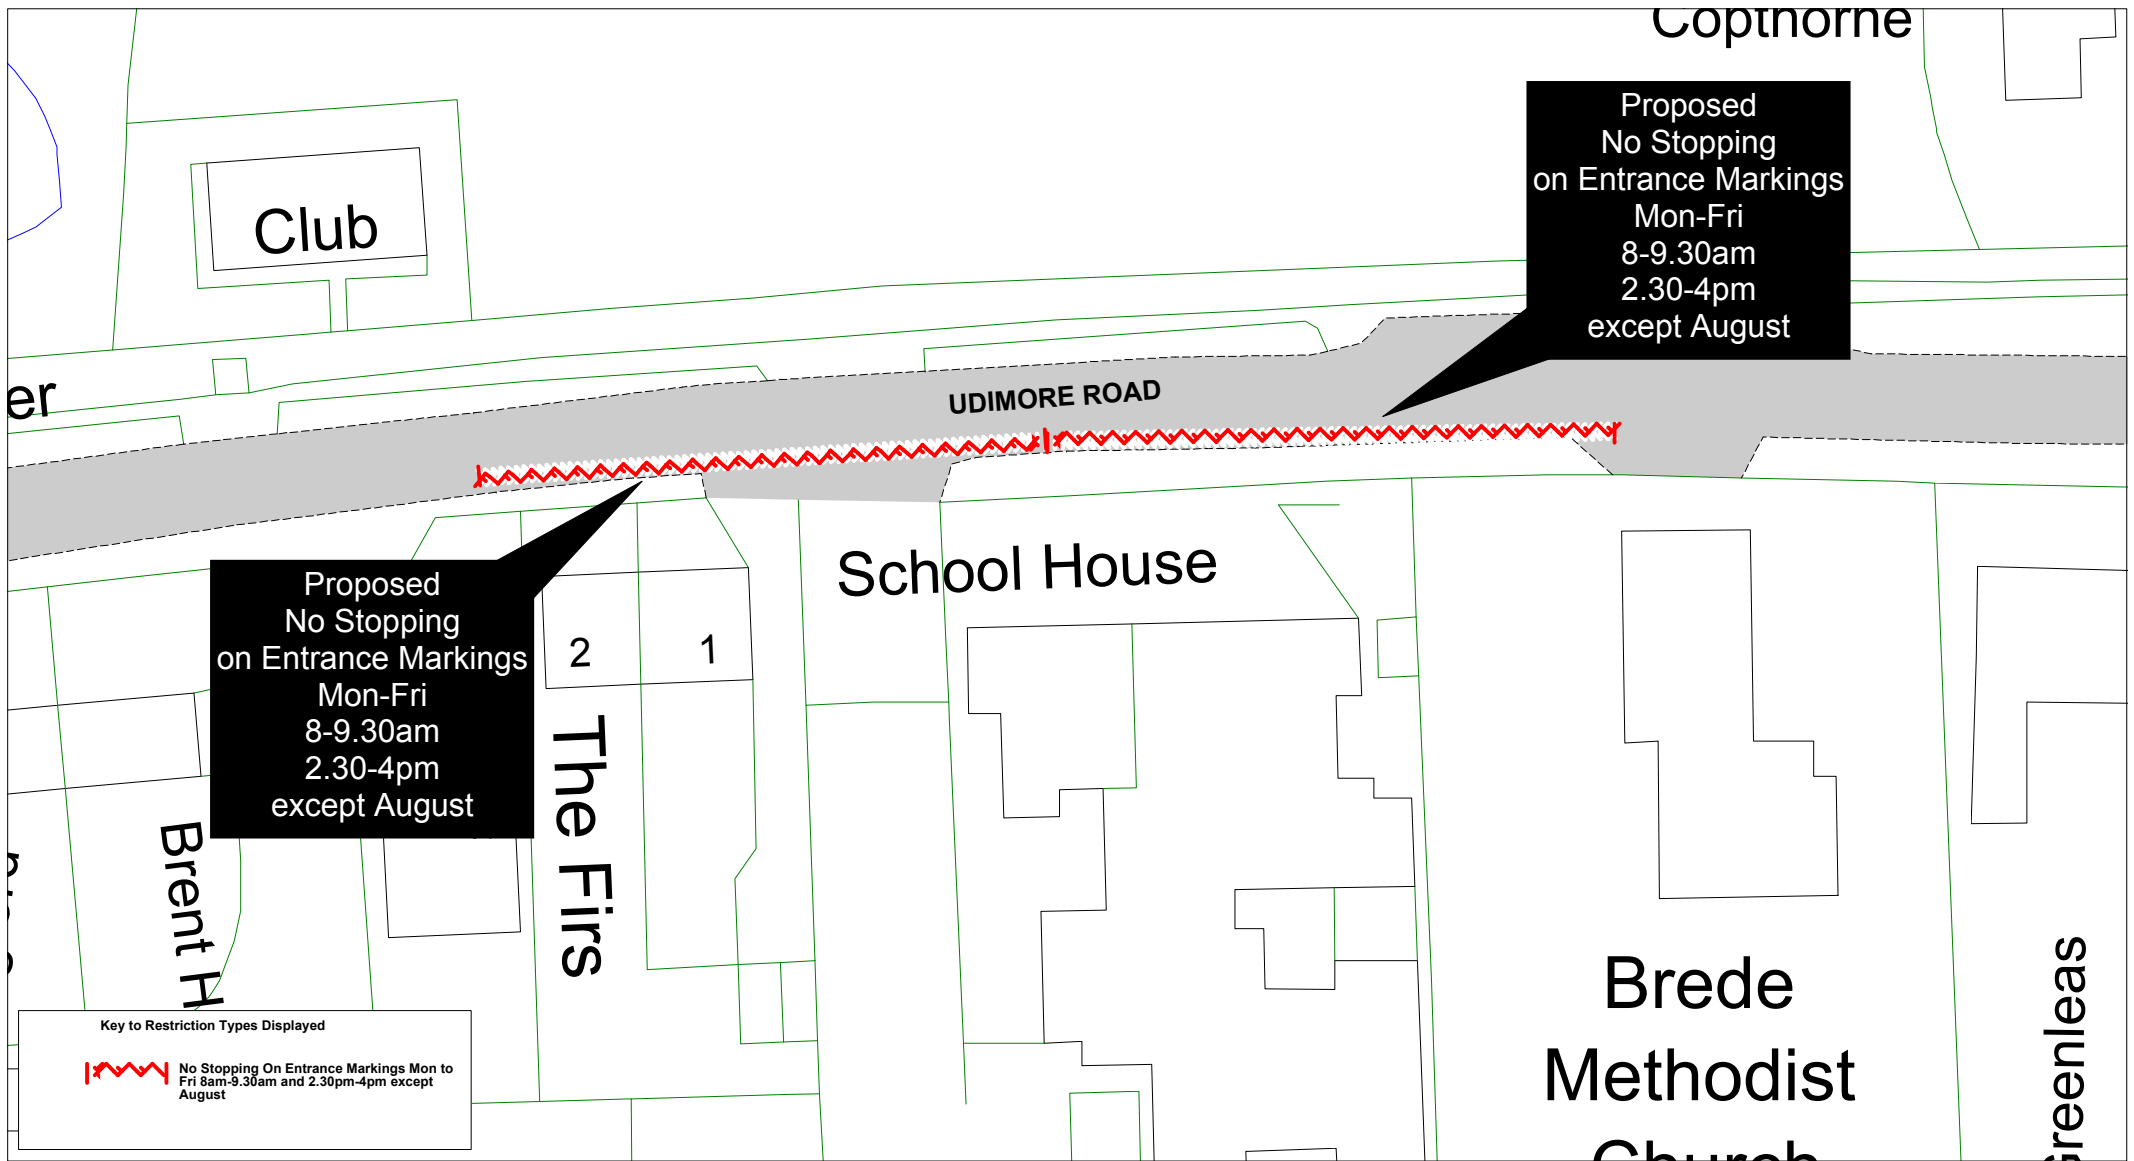 Copthorne
Proposed
No Stopping
on Entrance Markings
Mon-Fri
8-9.30am
2.30-4pm
except August
Club
er
UDIMORE ROAD
School House
Proposed
No Stopping
on Entrance Markings
Mon-Fri
8-9.30am
2.30-4pm
except August
2
1
The Firs
Brent H
Brede
Methodist
Church
Greenleas
Key to Restriction Types Displayed
No Stopping On Entrance Markings Mon to
Fri 8am-9.30am and 2.30pm-4pm except
August